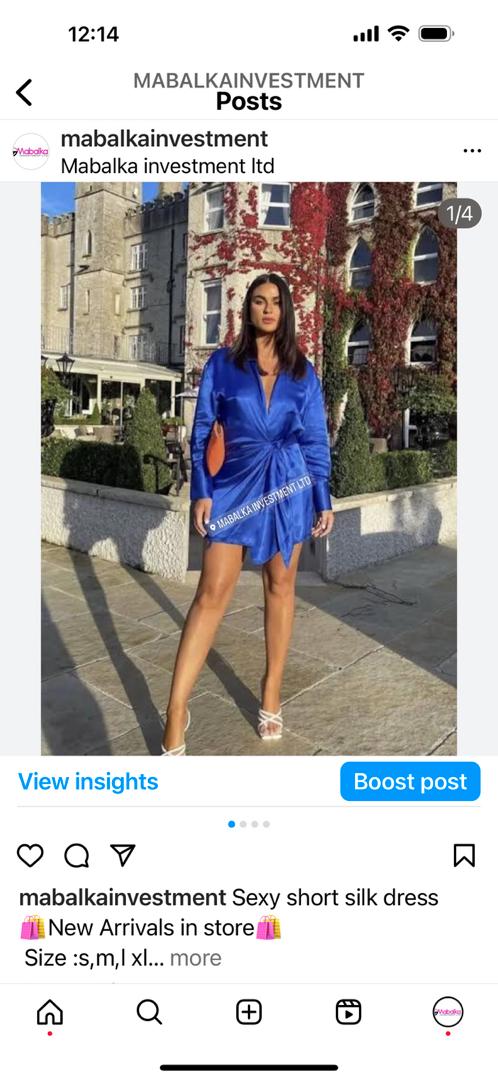 12:14
MABALKAINVESTMENT
Posts
Mabalka
mabalkainvestment
Mabalka investment ltd
1/4
MABALKA INVESTMENT LTD
View insights
Boost post
mabalkainvestment Sexy short silk dress
🛍️New Arrivals in store🛍️
Size :s,m,l xl... more
Mabalka